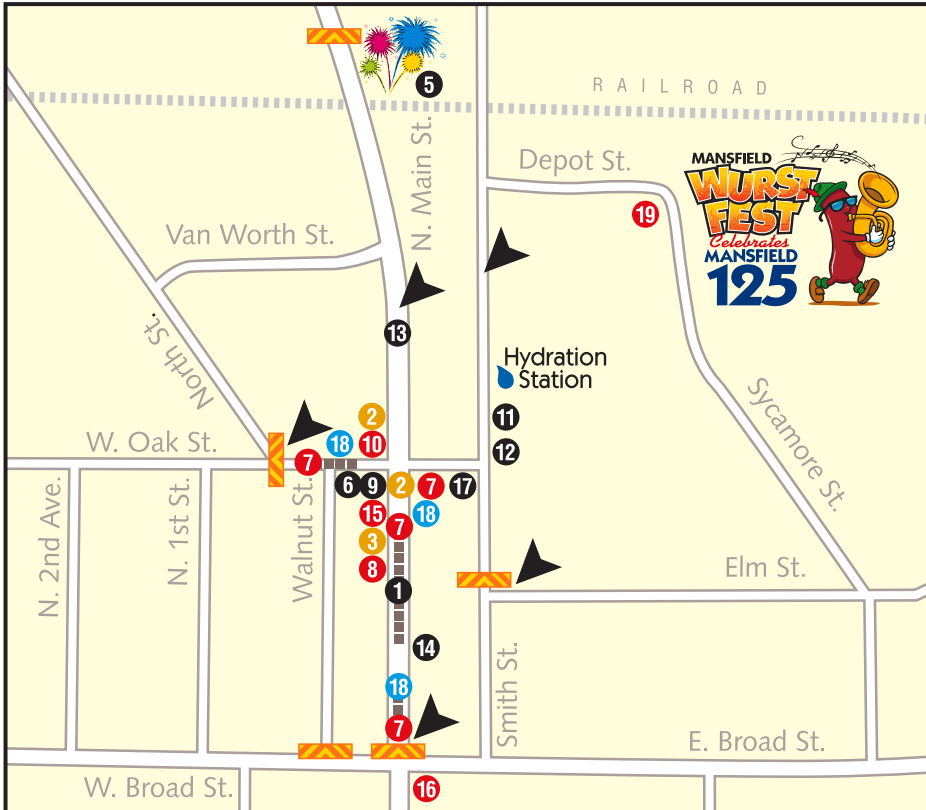 5
RAILROAD
N. Main St.
Depot St.
MANSFIELD
WURST
FEST
Celebrates
MANSFIELD
125
19
Van Worth St.
13
North St.
Hydration
Station
Sycamore St.
2
11
W. Oak St.
18
10
7
12
6
9
2
7
17
15
18
7
3
8
N. 2nd Ave.
N. 1st St.
Walnut St.
1
Elm St.
14
Smith St.
18
7
E. Broad St.
W. Broad St.
16